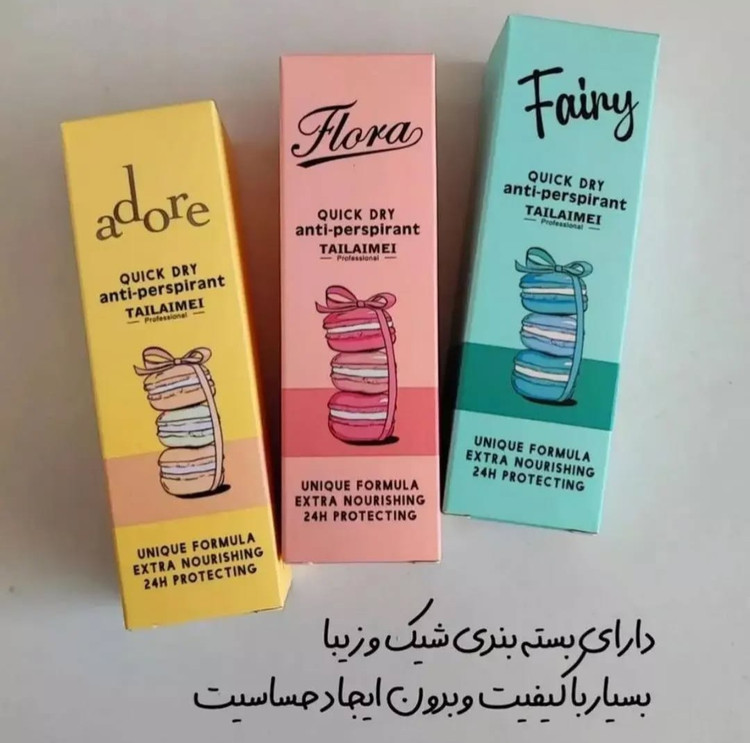 adore
QUICK DRY
anti-perspirant
TAILAIMEI
Professional
UNIQUE FORMULA
EXTRA NOURISHING
24H PROTECTING
Flora
QUICK DRY
anti-perspirant
TAILAIMEI
Professional
UNIQUE FORMULA
EXTRA NOURISHING
24H PROTECTING
Fairy
QUICK DRY
anti-perspirant
TAILAIMEI
Professional
UNIQUE FORMULA
EXTRA NOURISHING
24H PROTECTING
دارای بسته بندی شیک و زیبا
بسیار با کیفیت و بدون ایجاد حساسیت